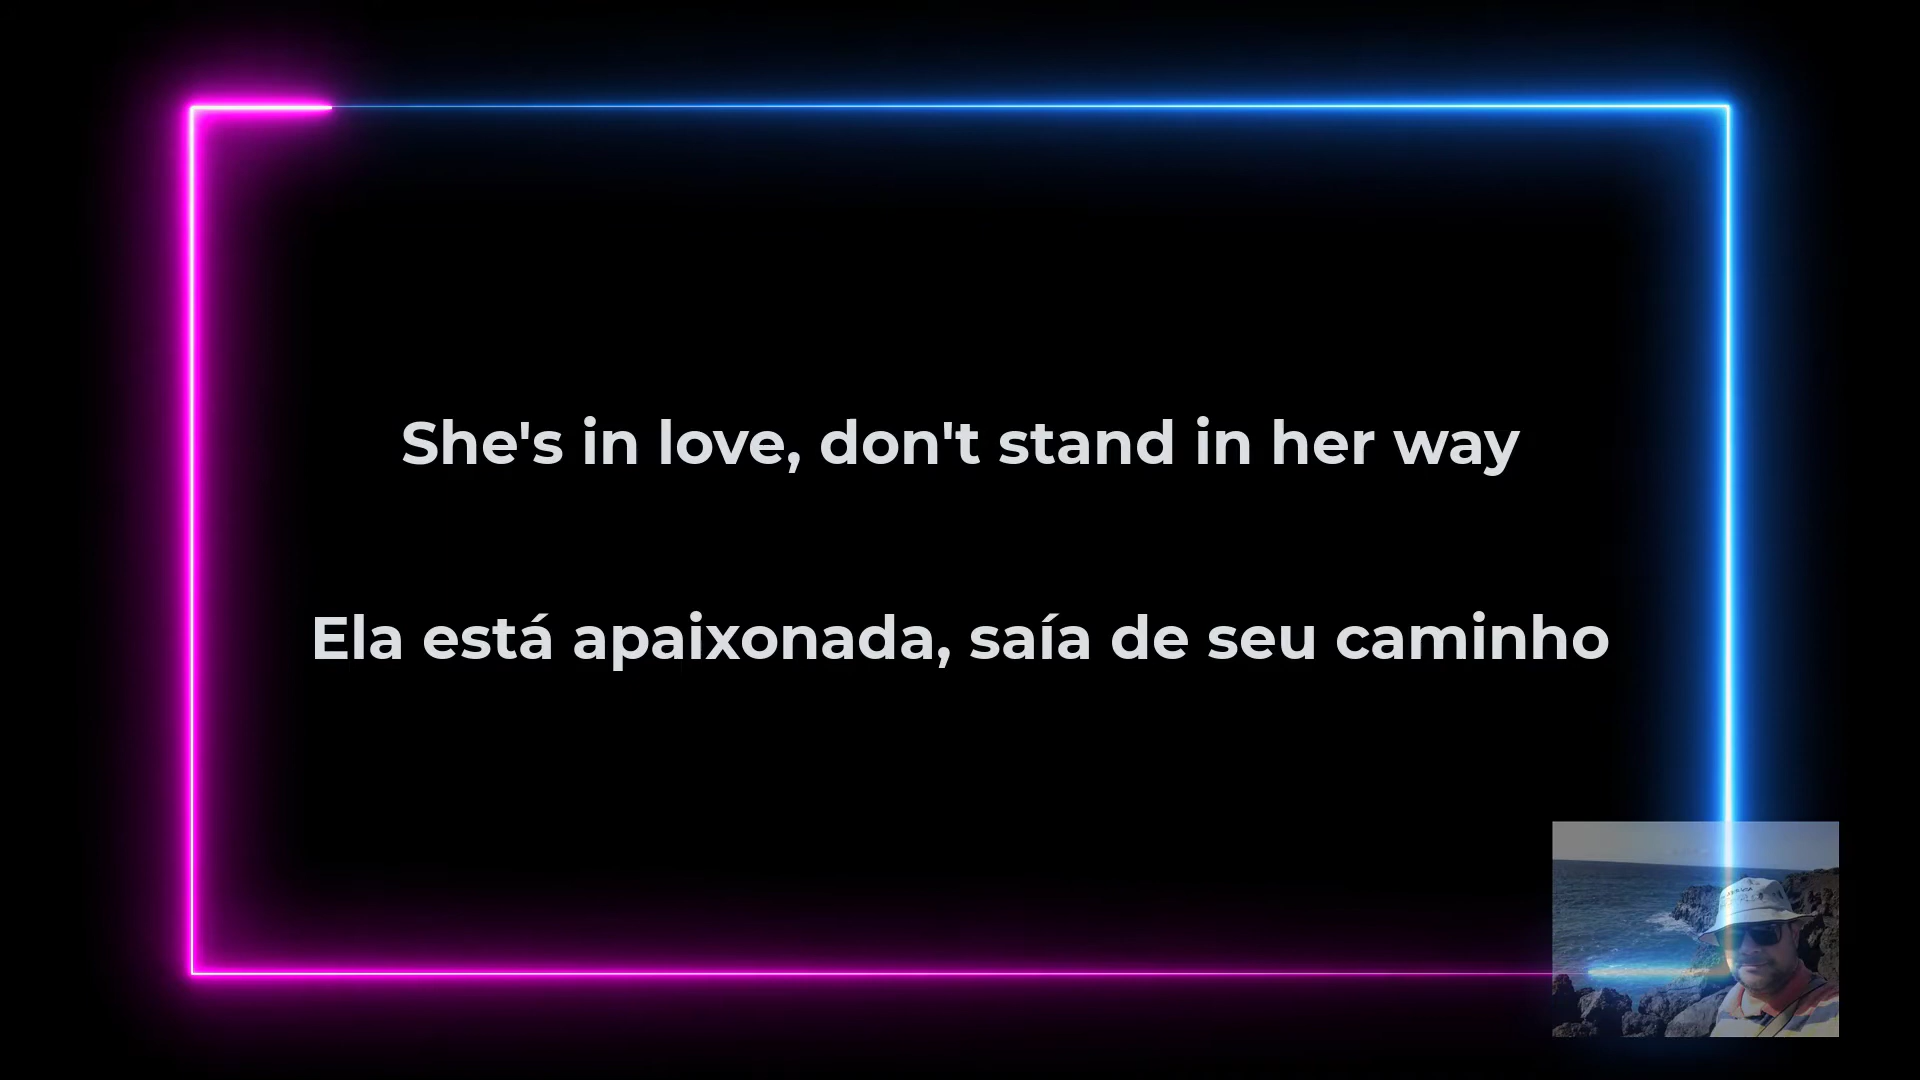 She's in love, don't stand in her way
Ela está apaixonada, saía de seu caminho